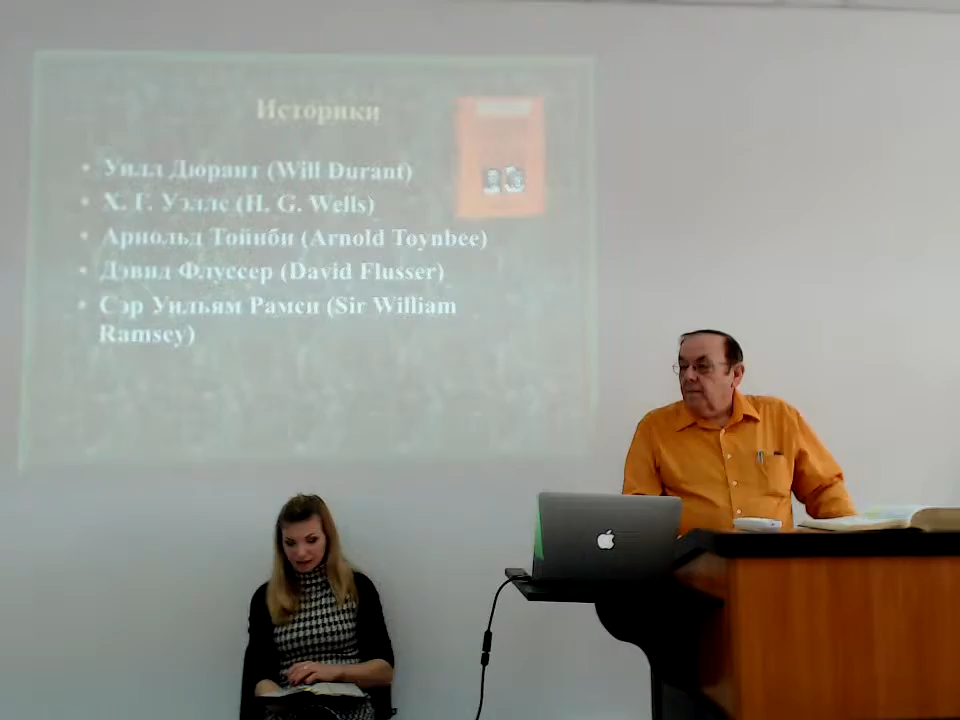 Историки
• Уилл Дюрант (Will Durant)
• Х. Г. Уэллс (H. G. Wells)
• Арнольд Тойнби (Arnold Toynbee)
• Дэвид Флуссер (David Flusser)
• Сэр Уильям Рамси (Sir William
Ramsey)